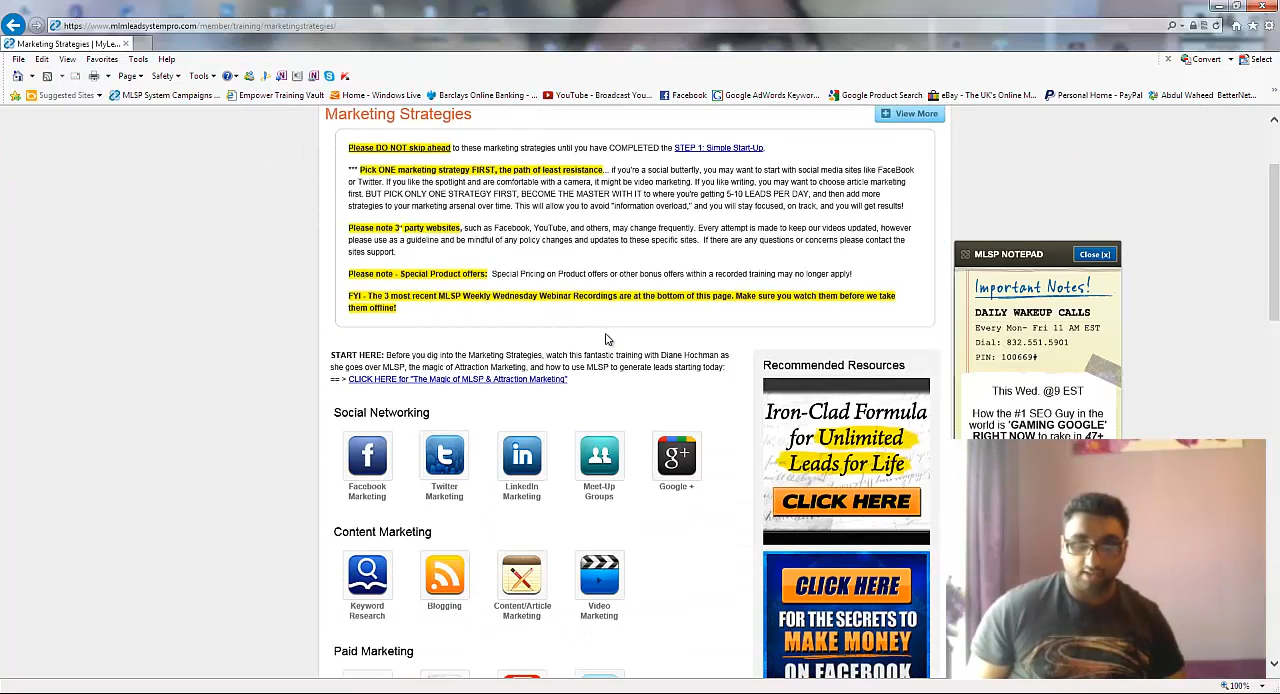 https://www.mlmleadsystempro.com/member/training/marketingstrategies/
Marketing Strategies | MyLe...
File Edit View Favorites Tools Help
Convert Select
Page Safety Tools
Suggested Sites MLSP System Campaigns ... Empower Training Vault Home - Windows Live Barclays Online Banking - ... YouTube - Broadcast You... Facebook Google AdWords Keywor... Google Product Search eBay - The UK's Online M... Personal Home - PayPal Abdul Waheed BetterNet...
Marketing Strategies
View More
Please DO NOT skip ahead to these marketing strategies until you have COMPLETED the STEP 1: Simple Start-Up.
*** Pick ONE marketing strategy FIRST, the path of least resistance... if you're a social butterfly, you may want to start with social media sites like FaceBook
or Twitter. If you like the spotlight and are comfortable with a camera, it might be video marketing. If you like writing, you may want to choose article marketing
first. BUT PICK ONLY ONE STRATEGY FIRST, BECOME THE MASTER WITH IT to where you're getting 5-10 LEADS PER DAY, and then add more
strategies to your marketing arsenal over time. This will allow you to avoid "information overload," and you will stay focused, on track, and you will get results!
Please note 3rd party websites, such as Facebook, YouTube, and others, may change frequently. Every attempt is made to keep our videos updated, however
please use as a guideline and be mindful of any policy changes and updates to these specific sites. If there are any questions or concerns please contact the
sites support.
Please note - Special Product offers: Special Pricing on Product offers or other bonus offers within a recorded training may no longer apply!
FYI - The 3 most recent MLSP Weekly Wednesday Webinar Recordings are at the bottom of this page. Make sure you watch them before we take
them offline!
START HERE: Before you dig into the Marketing Strategies, watch this fantastic training with Diane Hochman as
she goes over MLSP, the magic of Attraction Marketing, and how to use MLSP to generate leads starting today:
== > CLICK HERE for "The Magic of MLSP & Attraction Marketing"
Social Networking
Facebook Marketing
Twitter Marketing
LinkedIn Marketing
Meet-Up Groups
Google +
Content Marketing
Keyword Research
Blogging
Content/Article Marketing
Video Marketing
Paid Marketing
Recommended Resources
Iron-Clad Formula
for Unlimited
Leads for Life
CLICK HERE
CLICK HERE
FOR THE SECRETS TO
MAKE MONEY
ON FACEBOOK
MLSP NOTEPAD
Close [x]
Important Notes!
DAILY WAKEUP CALLS
Every Mon- Fri 11 AM EST
Dial: 832.551.5901
PIN: 100669#
This Wed. @9 EST
How the #1 SEO Guy in the
world is 'GAMING GOOGLE'
RIGHT NOW to rake in 47+
100%